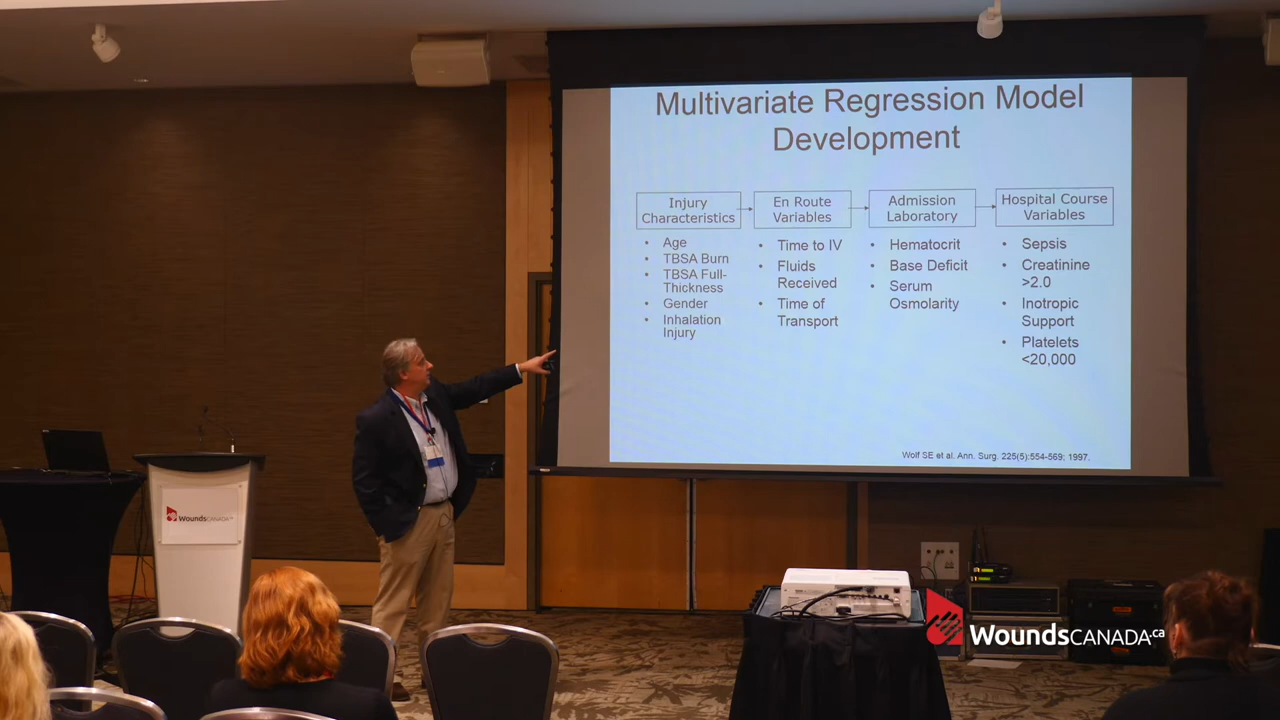 Multivariate Regression Model
Development
Injury
Characteristics
• Age
• TBSA Burn
• TBSA Full-
Thickness
• Gender
• Inhalation
Injury
En Route
Variables
• Time to IV
• Fluids
Received
• Time of
Transport
Admission
Laboratory
• Hematocrit
• Base Deficit
• Serum
Osmolarity
Hospital Course
Variables
• Sepsis
• Creatinine
>2.0
• Inotropic
Support
• Platelets
<20,000
Wolf SE et al. Ann. Surg. 225(5):554-569; 1997.
WoundsCANADA
WoundsCANADA.ca